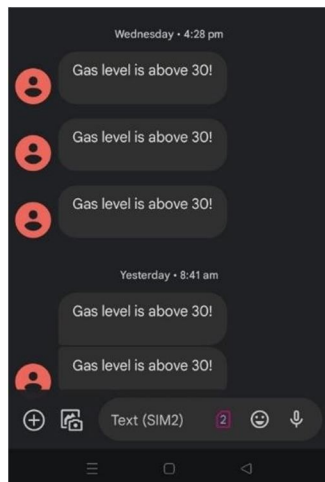 Wednesday • 4:28 pm
Gas level is above 30!
Gas level is above 30!
Gas level is above 30!
Yesterday • 8:41 am
Gas level is above 30!
Gas level is above 30!
Text (SIM2) 2